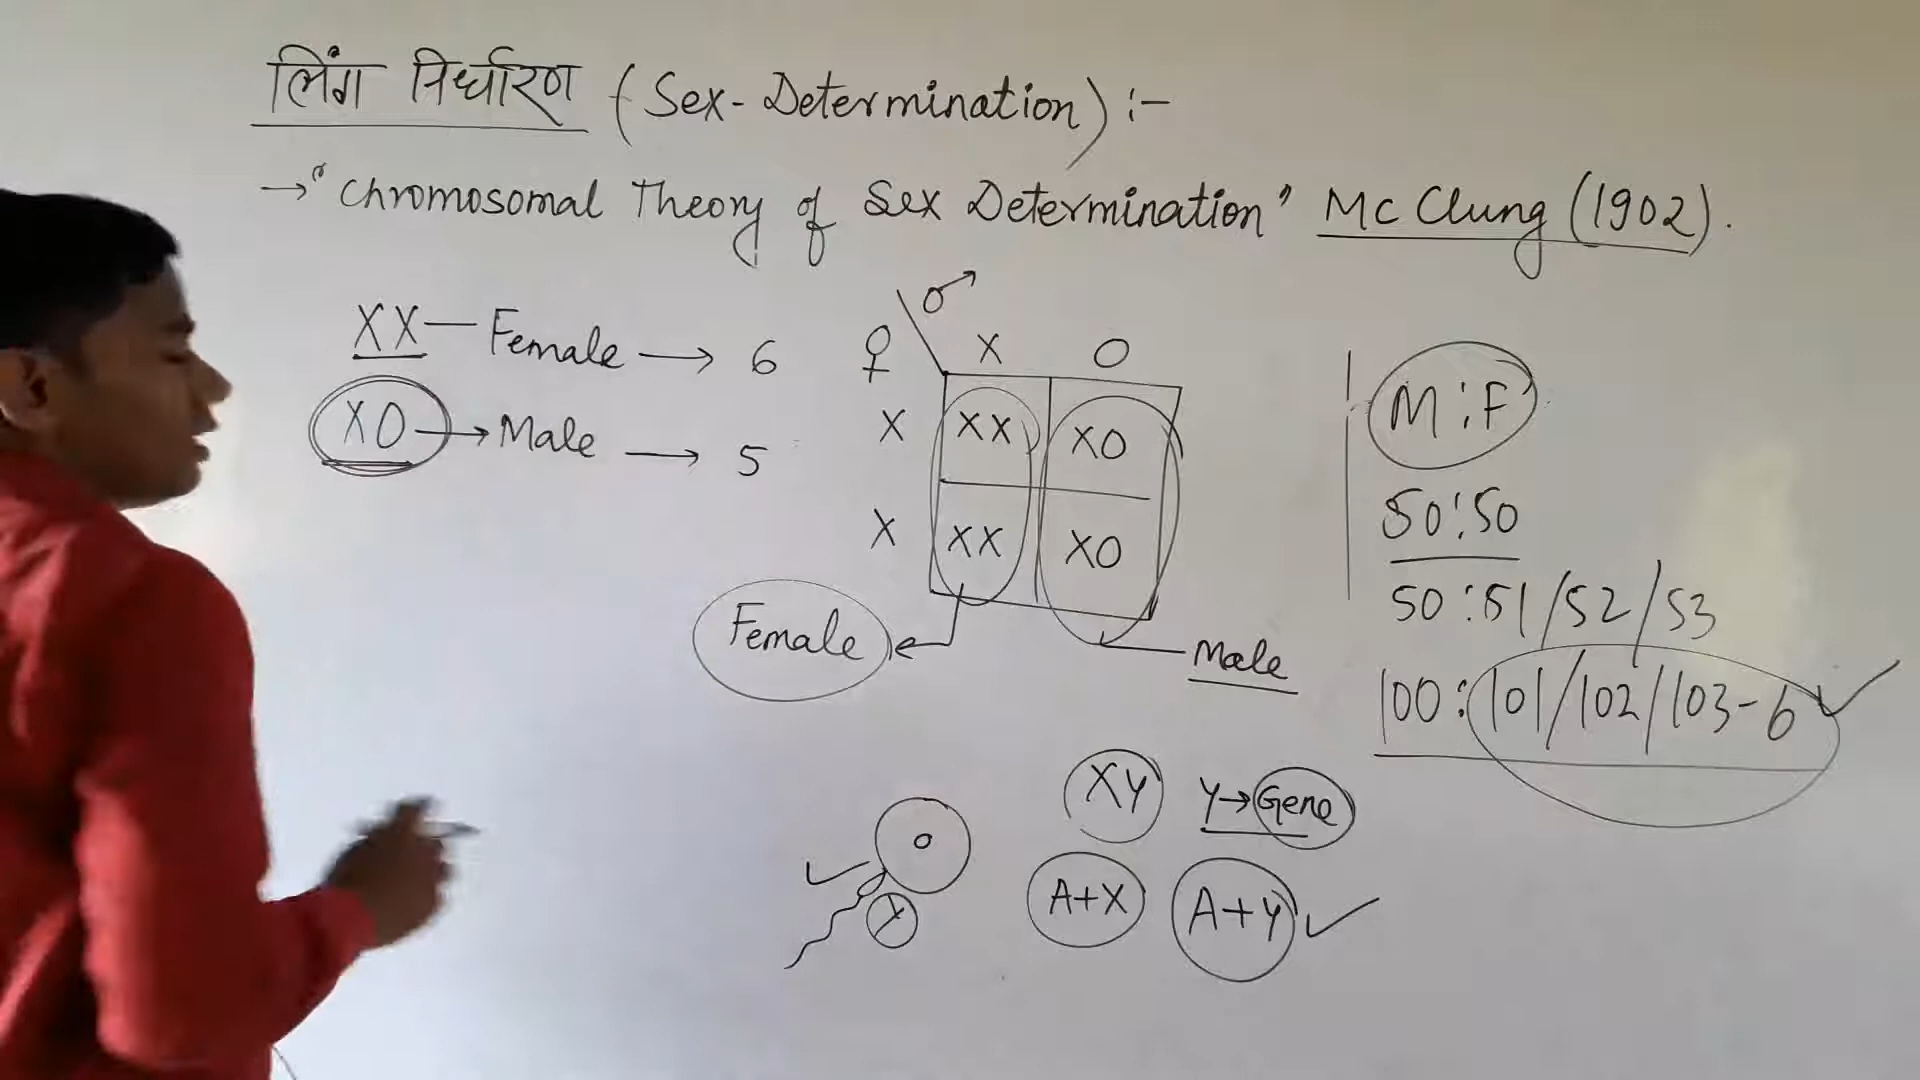 लिंग निर्धारण (Sex-Determination) :-
→ "Chromosomal Theory of Sex Determination" Mc Clung (1902).
XX — Female → 6
XO → Male → 5
♀ \ ♂
X O
X XX XO
X XX XO
Female ←
Male
M:F
50:50
50:51/52/53
100:101/102/103-6 ✓
XY Y→Gene
A+X A+Y ✓
✓
Y